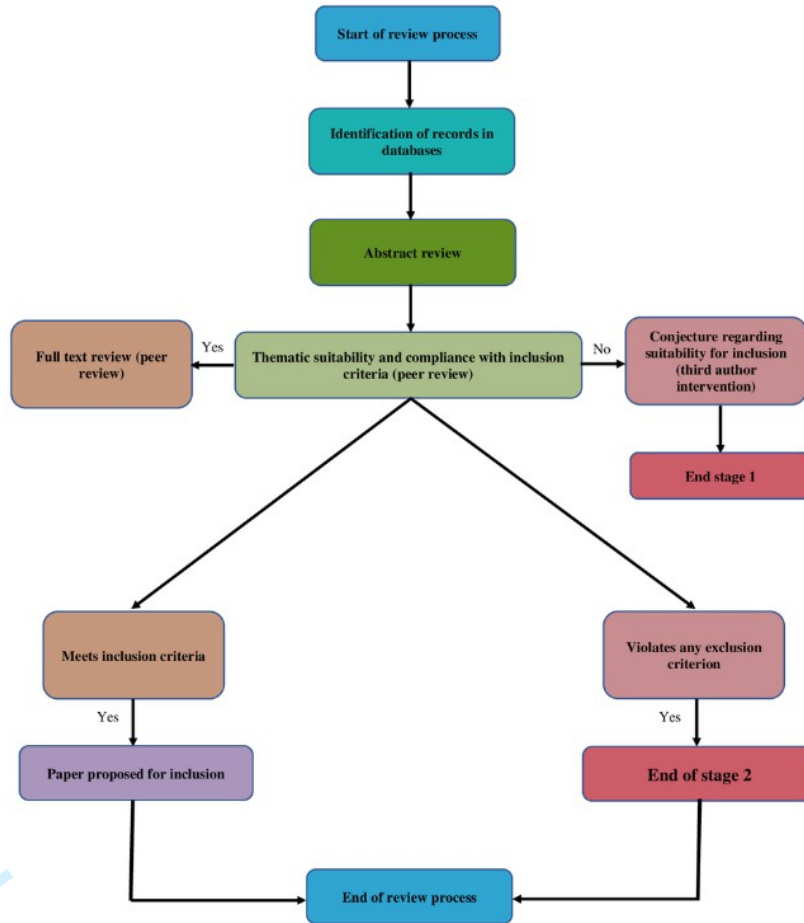 Start of review process
Identification of records in
databases
Abstract review
Full text review (peer
review)
Yes
Thematic suitability and compliance with inclusion
criteria (peer review)
No
Conjecture regarding
suitability for inclusion
(third author
intervention)
End stage 1
Meets inclusion criteria
Violates any exclusion
criterion
Yes
Yes
Paper proposed for inclusion
End of stage 2
End of review process